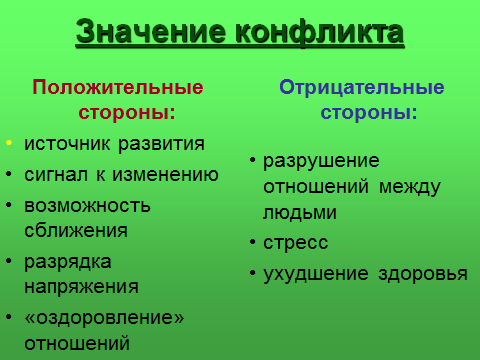 Значение конфликта
Положительные
стороны:
• источник развития
• сигнал к изменению
• возможность
сближения
• разрядка
напряжения
• «оздоровление»
отношений
Отрицательные
стороны:
• разрушение
отношений между
людьми
• стресс
• ухудшение здоровья